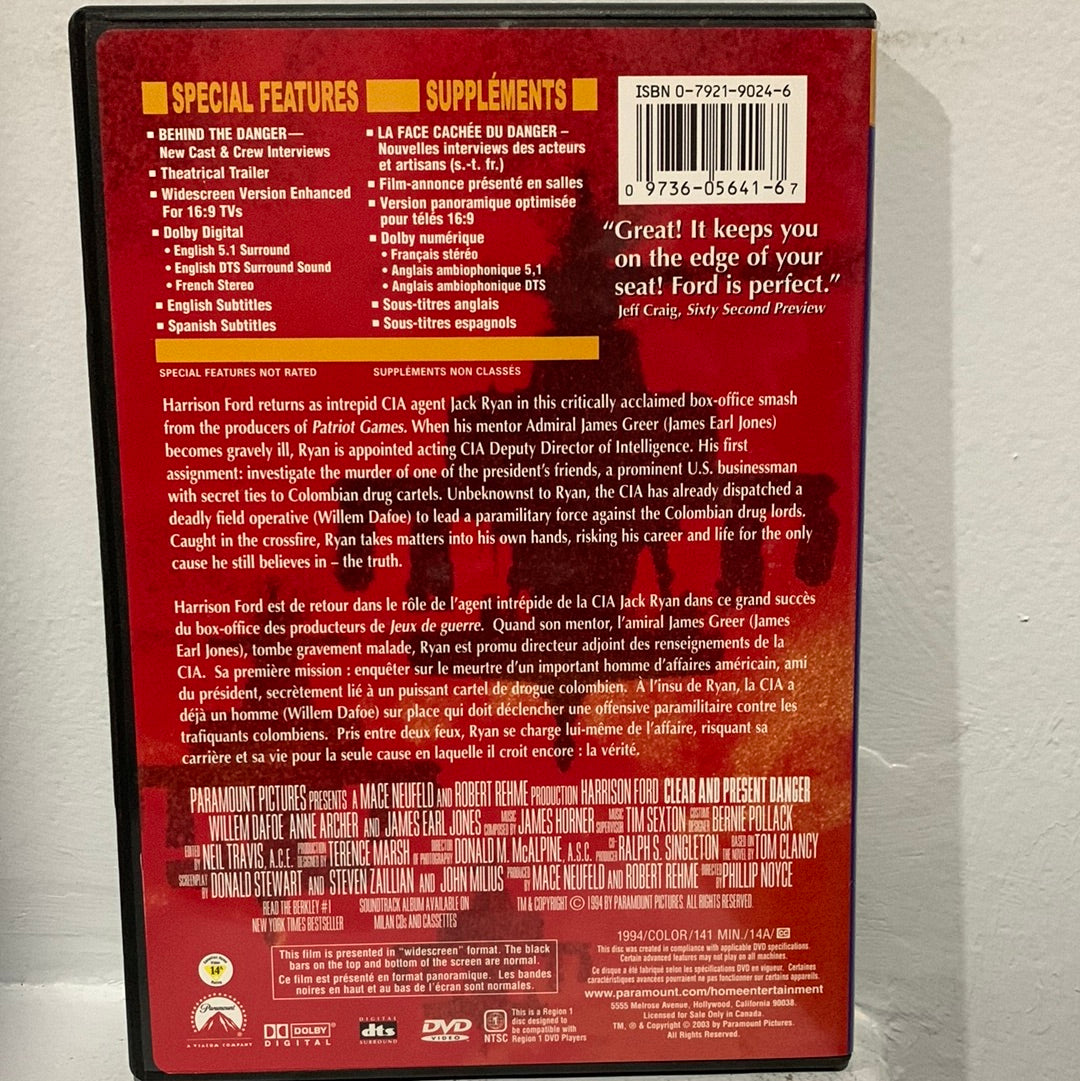 SPECIAL FEATURES
BEHIND THE DANGER—
New Cast & Crew Interviews
Theatrical Trailer
Widescreen Version Enhanced
For 16:9 TVs
Dolby Digital
• English 5.1 Surround
• English DTS Surround Sound
• French Stereo
English Subtitles
Spanish Subtitles
SPECIAL FEATURES NOT RATED
SUPPLÉMENTS
LA FACE CACHÉE DU DANGER –
Nouvelles interviews des acteurs
et artisans (s.-t. fr.)
Film-annonce présenté en salles
Version panoramique optimisée
pour télés 16:9
Dolby numérique
• Français stéréo
• Anglais ambiophonique 5,1
• Anglais ambiophonique DTS
Sous-titres anglais
Sous-titres espagnols
SUPPLÉMENTS NON CLASSÉS
ISBN 0-7921-9024-6
0 9736-05641-6 7
“Great! It keeps you
on the edge of your
seat! Ford is perfect.”
Jeff Craig, Sixty Second Preview
Harrison Ford returns as intrepid CIA agent Jack Ryan in this critically acclaimed box-office smash
from the producers of Patriot Games. When his mentor Admiral James Greer (James Earl Jones)
becomes gravely ill, Ryan is appointed acting CIA Deputy Director of Intelligence. His first
assignment: investigate the murder of one of the president's friends, a prominent U.S. businessman
with secret ties to Colombian drug cartels. Unbeknownst to Ryan, the CIA has already dispatched a
deadly field operative (Willem Dafoe) to lead a paramilitary force against the Colombian drug lords.
Caught in the crossfire, Ryan takes matters into his own hands, risking his career and life for the only
cause he still believes in – the truth.
Harrison Ford est de retour dans le rôle de l'agent intrépide de la CIA Jack Ryan dans ce grand succès
du box-office des producteurs de Jeux de guerre. Quand son mentor, l'amiral James Greer (James
Earl Jones), tombe gravement malade, Ryan est promu directeur adjoint des renseignements de la
CIA. Sa première mission : enquêter sur le meurtre d'un important homme d'affaires américain, ami
du président, secrètement lié à un puissant cartel de drogue colombien. À l'insu de Ryan, la CIA a
déjà un homme (Willem Dafoe) sur place qui doit déclencher une offensive paramilitaire contre les
trafiquants colombiens. Pris entre deux feux, Ryan se charge lui-même de l'affaire, risquant sa
carrière et sa vie pour la seule cause en laquelle il croit encore : la vérité.
PARAMOUNT PICTURES PRESENTS A MACE NEUFELD AND ROBERT REHME PRODUCTION HARRISON FORD CLEAR AND PRESENT DANGER
WILLEM DAFOE ANNE ARCHER AND JAMES EARL JONES MUSIC COMPOSED BY JAMES HORNER MUSIC SUPERVISOR TIM SEXTON COSTUME DESIGNER BERNIE POLLACK
EDITED BY NEIL TRAVIS, A.C.E. PRODUCTION DESIGNED BY TERENCE MARSH DIRECTOR OF PHOTOGRAPHY DONALD M. McALPINE, A.S.C. CO-PRODUCER RALPH S. SINGLETON BASED ON THE NOVEL BY TOM CLANCY
SCREENPLAY BY DONALD STEWART AND STEVEN ZAILLIAN AND JOHN MILIUS PRODUCED BY MACE NEUFELD AND ROBERT REHME DIRECTED BY PHILLIP NOYCE
READ THE BERKLEY #1
NEW YORK TIMES BESTSELLER
SOUNDTRACK ALBUM AVAILABLE ON
MILAN CDs AND CASSETTES
TM & COPYRIGHT © 1994 BY PARAMOUNT PICTURES. ALL RIGHTS RESERVED.
This film is presented in "widescreen" format. The black
bars on the top and bottom of the screen are normal.
Ce film est présenté en format panoramique. Les bandes
noires en haut et au bas de l'écran sont normales.
1994/COLOR/141 MIN./14A/CC
This disc was created in compliance with applicable DVD specifications.
Certain advanced features may not play on all machines.
Ce disque a été fabriqué selon les spécifications DVD en vigueur. Certaines
caractéristiques avancées pourraient ne pas fonctionner sur certains appareils.
www.paramount.com/homeentertainment
5555 Melrose Avenue, Hollywood, California 90038.
Licensed for Sale Only in Canada.
TM, ® & Copyright © 2003 by Paramount Pictures.
All Rights Reserved.
14A
Paramount
A VIACOM COMPANY
DOLBY
DIGITAL
DIGITAL
dts
SURROUND
DVD
VIDEO
1
NTSC
This is a Region 1
disc designed to
be compatible with
Region 1 DVD Players